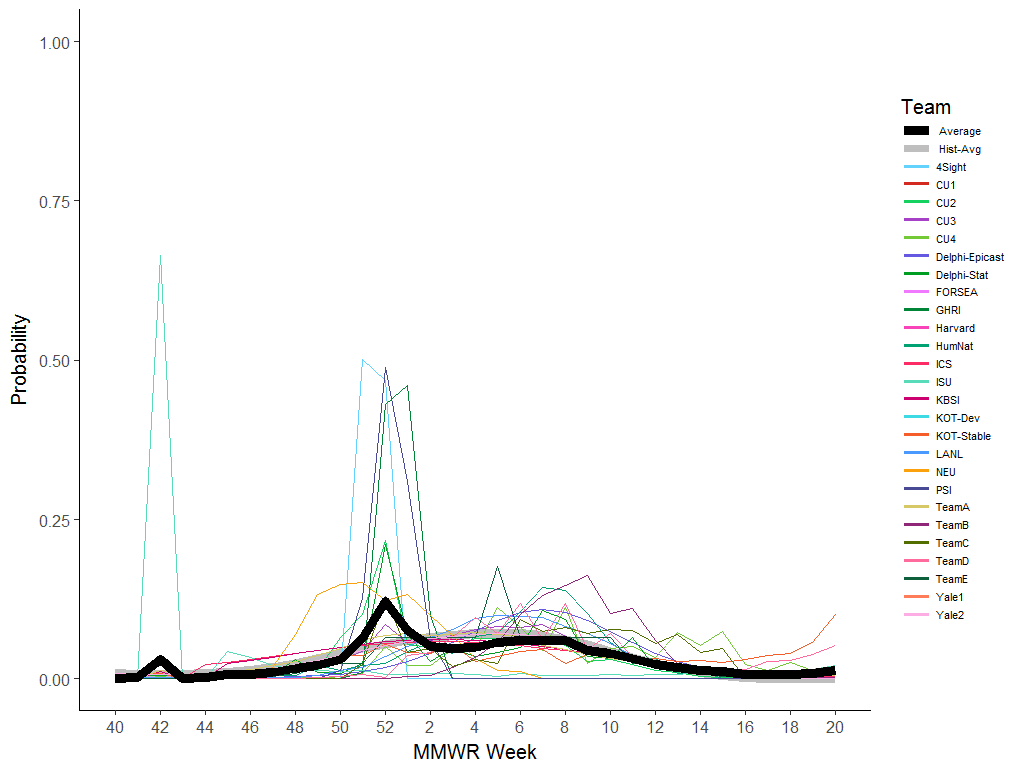 1.00
0.75
0.50
0.25
0.00
Probability
40 42 44 46 48 50 52 2 4 6 8 10 12 14 16 18 20
MMWR Week
Team
Average
Hist-Avg
4Sight
CU1
CU2
CU3
CU4
Delphi-Epicast
Delphi-Stat
FORSEA
GHRI
Harvard
HumNat
ICS
ISU
KBSI
KOT-Dev
KOT-Stable
LANL
NEU
PSI
TeamA
TeamB
TeamC
TeamD
TeamE
Yale1
Yale2